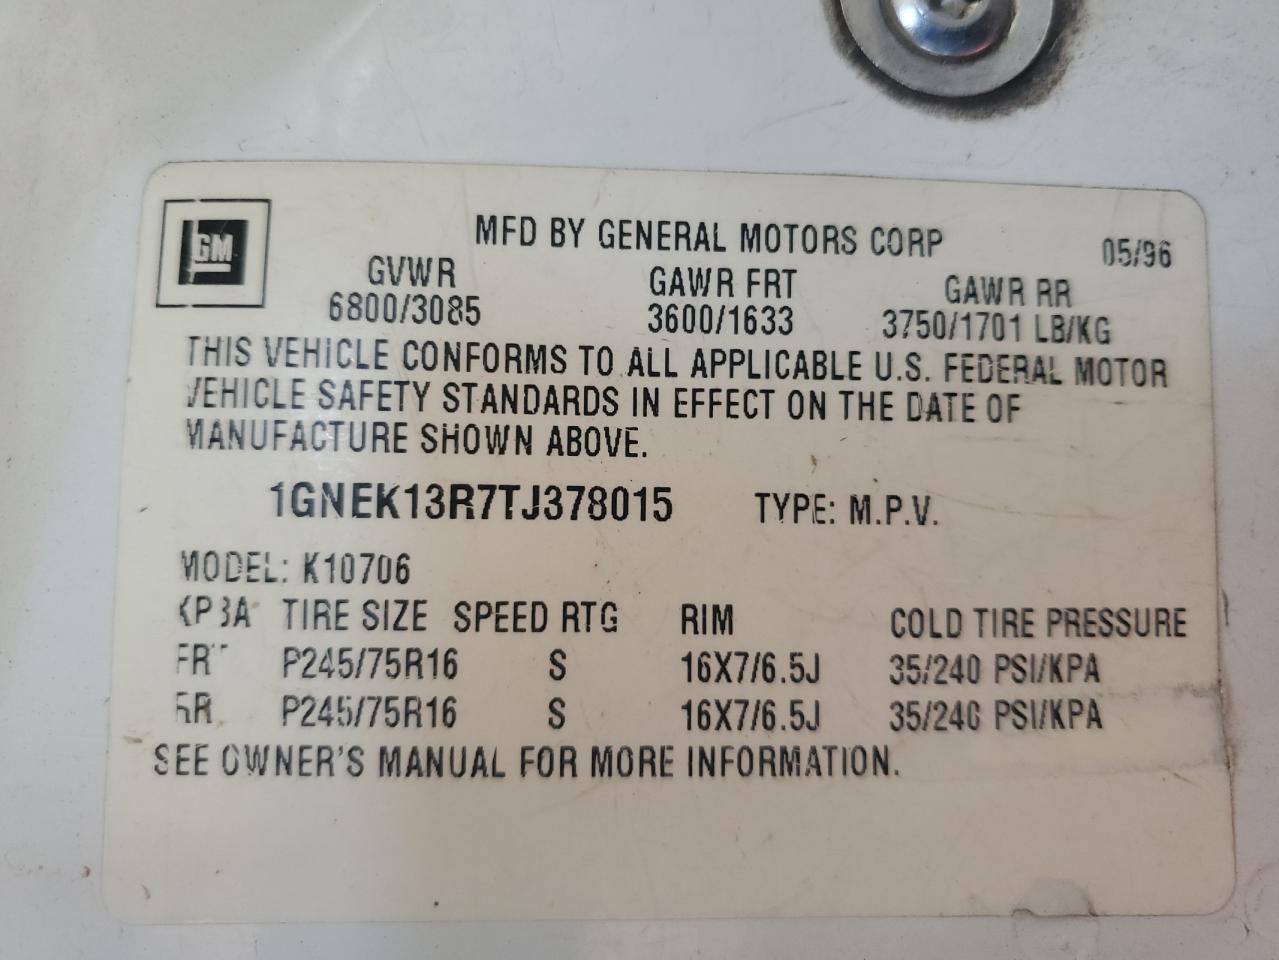 GM
MFD BY GENERAL MOTORS CORP 05/96
GVWR GAWR FRT GAWR RR
6800/3085 3600/1633 3750/1701 LB/KG
THIS VEHICLE CONFORMS TO ALL APPLICABLE U.S. FEDERAL MOTOR
VEHICLE SAFETY STANDARDS IN EFFECT ON THE DATE OF
MANUFACTURE SHOWN ABOVE.
1GNEK13R7TJ378015 TYPE: M.P.V.
MODEL: K10706
KPBA TIRE SIZE SPEED RTG RIM COLD TIRE PRESSURE
FRT P245/75R16 S 16X7/6.5J 35/240 PSI/KPA
RR P245/75R16 S 16X7/6.5J 35/240 PSI/KPA
SEE OWNER'S MANUAL FOR MORE INFORMATION.